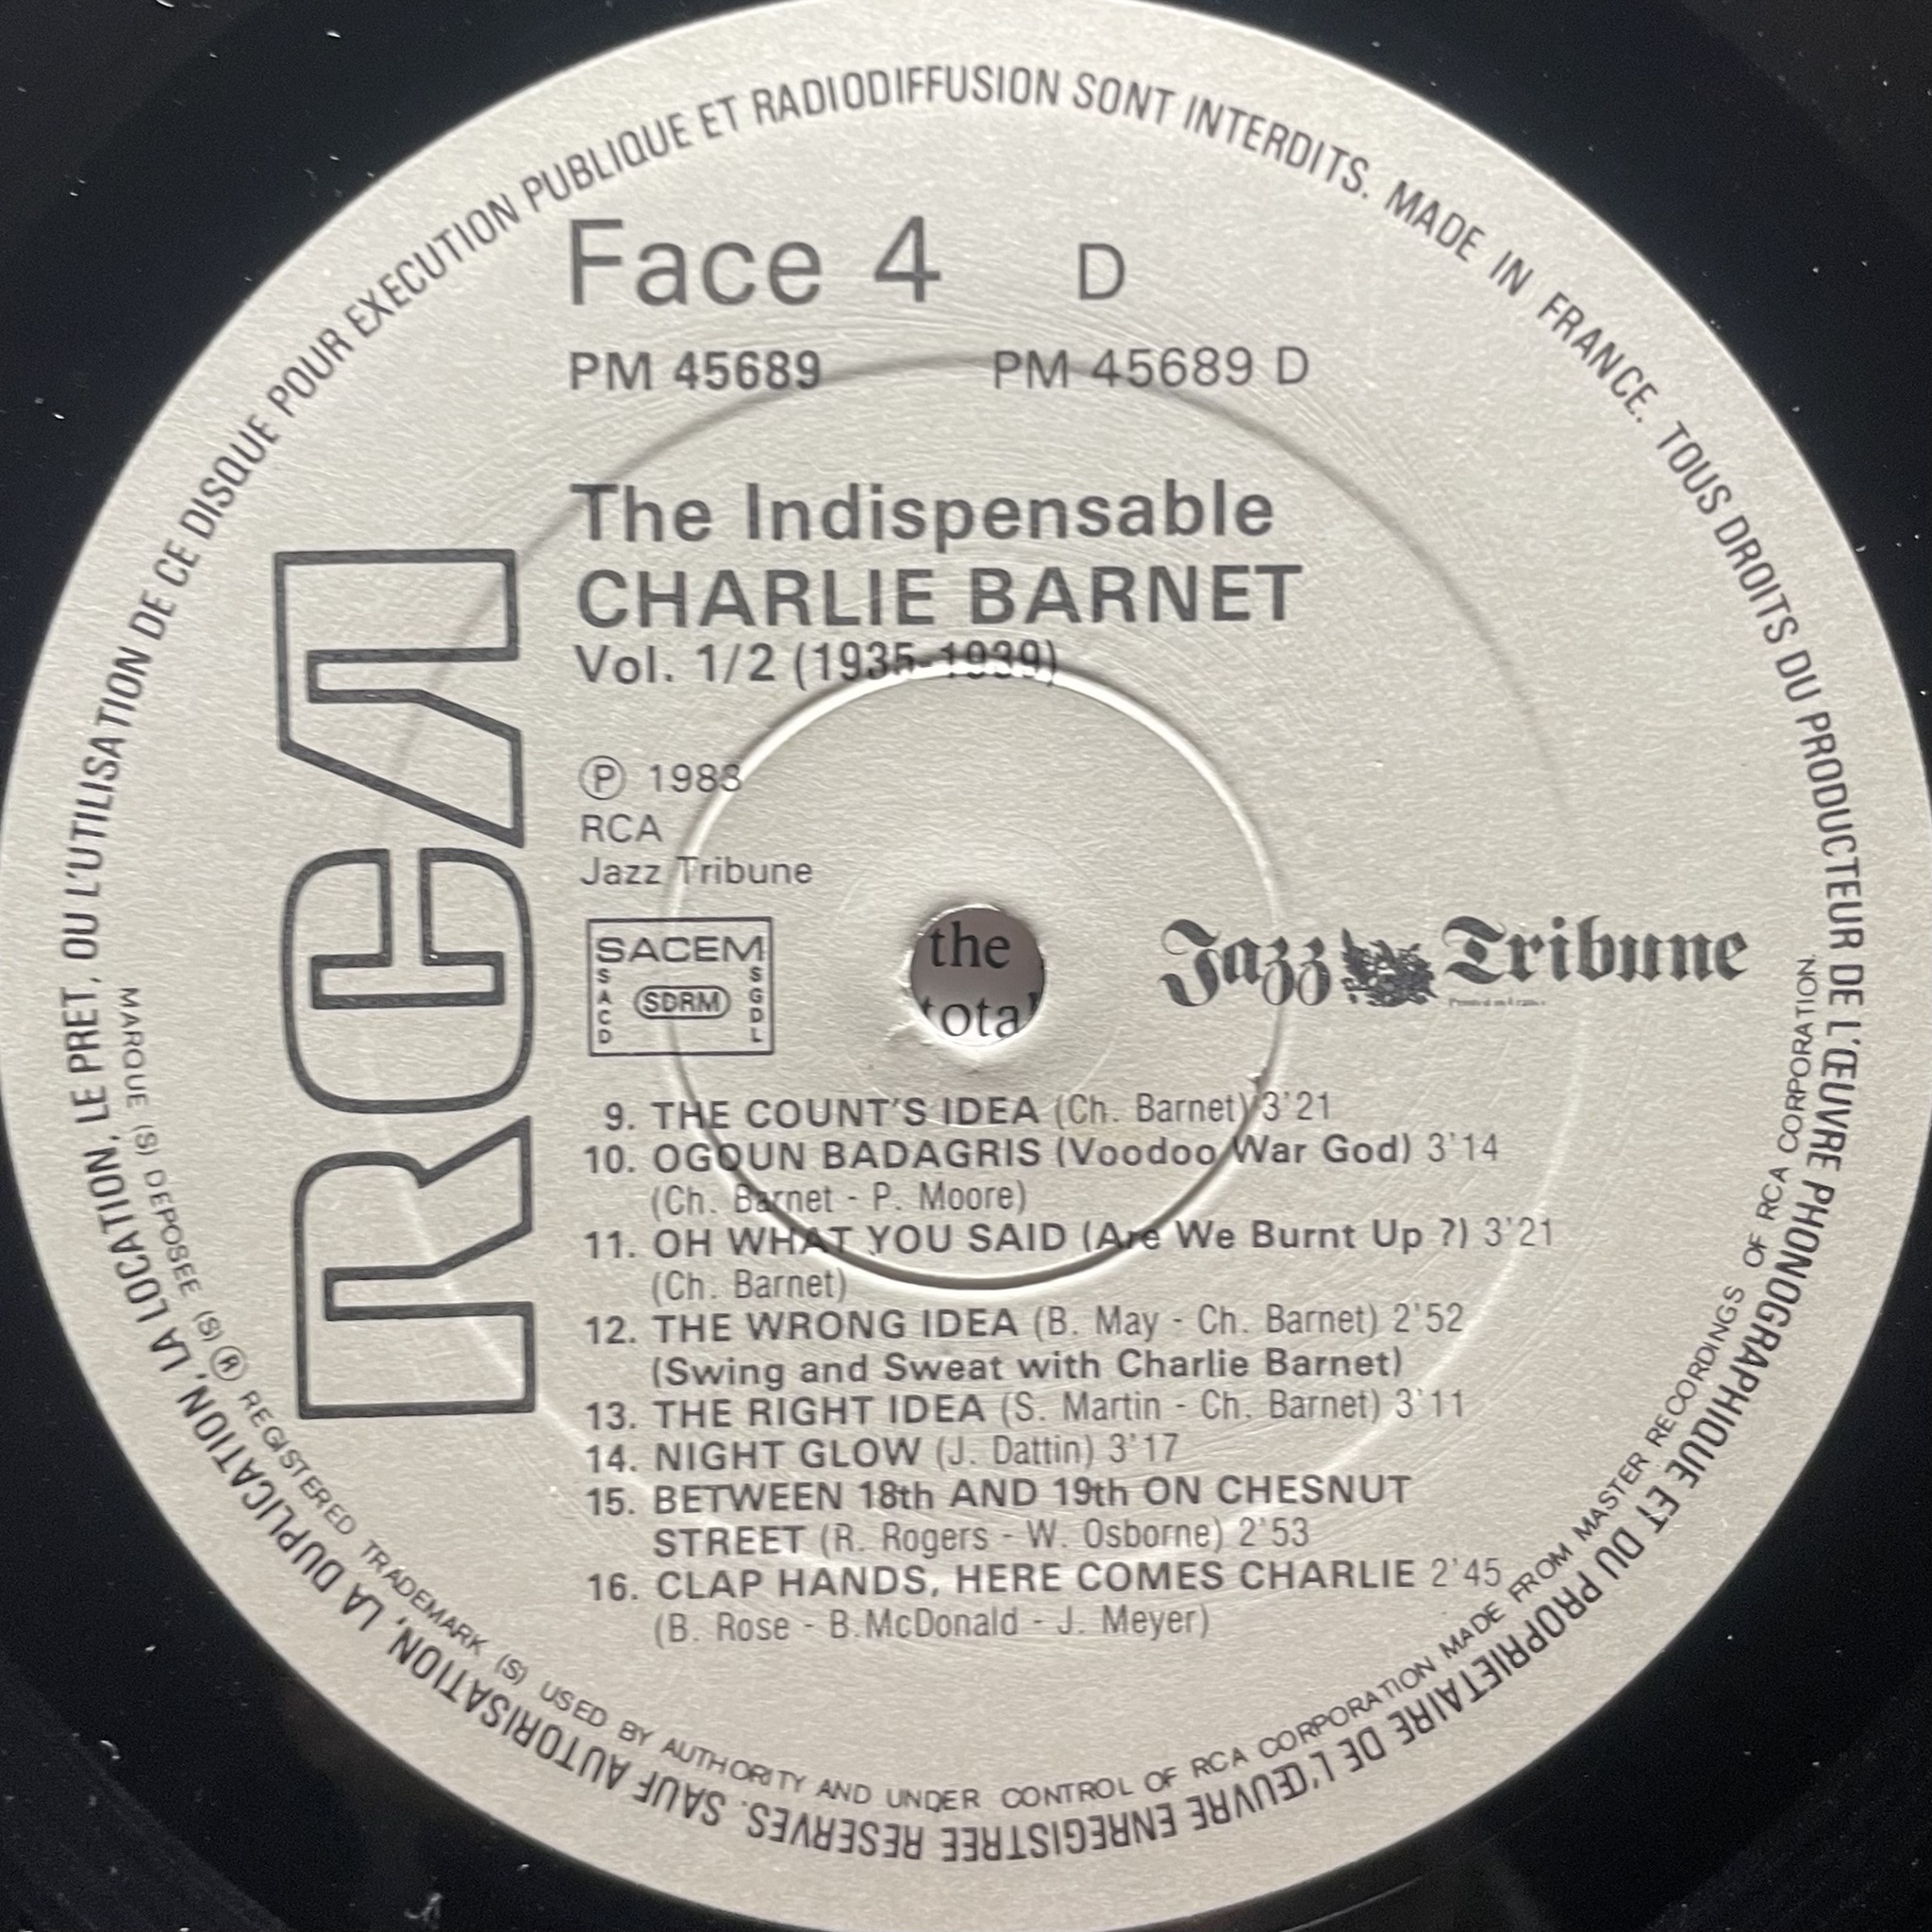 Face 4 D
PM 45689 PM 45689 D
The Indispensable
CHARLIE BARNET
Vol. 1/2 (1935-1939)
Ⓟ 1983
RCA
Jazz Tribune
RCA
SACEM
SACD
SDRM
SGDL
the
Jazz Tribune
9. THE COUNT'S IDEA (Ch. Barnet) 3'21
10. OGOUN BADAGRIS (Voodoo War God) 3'14
(Ch. Barnet - P. Moore)
11. OH WHAT YOU SAID (Are We Burnt Up ?) 3'21
(Ch. Barnet)
12. THE WRONG IDEA (B. May - Ch. Barnet) 2'52
(Swing and Sweat with Charlie Barnet)
13. THE RIGHT IDEA (S. Martin - Ch. Barnet) 3'11
14. NIGHT GLOW (J. Dattin) 3'17
15. BETWEEN 18th AND 19th ON CHESNUT
STREET (R. Rogers - W. Osborne) 2'53
16. CLAP HANDS, HERE COMES CHARLIE 2'45
(B. Rose - B.McDonald - J. Meyer)
MADE IN FRANCE. TOUS DROITS DU PRODUCTEUR DE L'ŒUVRE PHONOGRAPHIQUE ET DU PROPRIETAIRE DE L'ŒUVRE ENREGISTREE RESERVES. SAUF AUTORISATION, LA DUPLICATION, LA LOCATION, LE PRET, OU L'UTILISATION DE CE DISQUE POUR EXECUTION PUBLIQUE ET RADIODIFFUSION SONT INTERDITS.
MARQUE (S) DEPOSEE (S) ® REGISTERED TRADEMARK (S) USED BY AUTHORITY AND UNDER CONTROL OF RCA CORPORATION MADE FROM MASTER RECORDINGS OF RCA CORPORATION